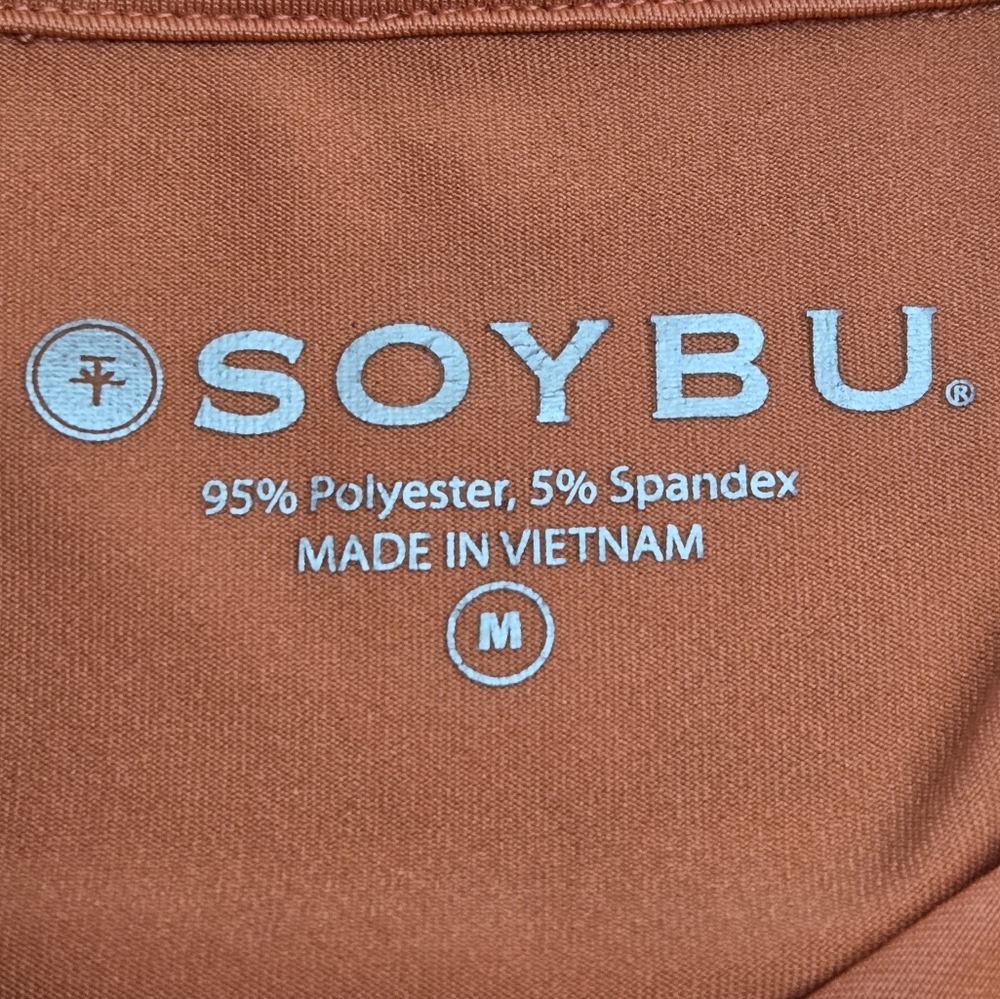 SOYBU®
95% Polyester, 5% Spandex
MADE IN VIETNAM
M